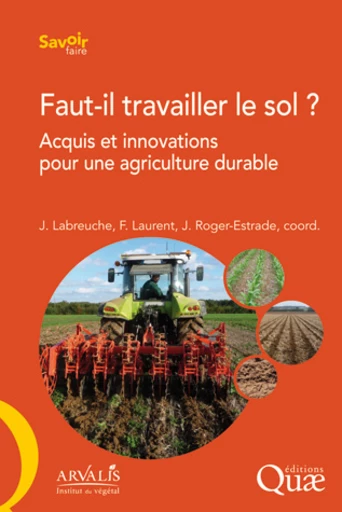 Savoir
faire
Faut-il travailler le sol ?
Acquis et innovations
pour une agriculture durable
J. Labreuche, F. Laurent, J. Roger-Estrade, coord.
ARVALIS
Institut du végétal
éditions
Quæ